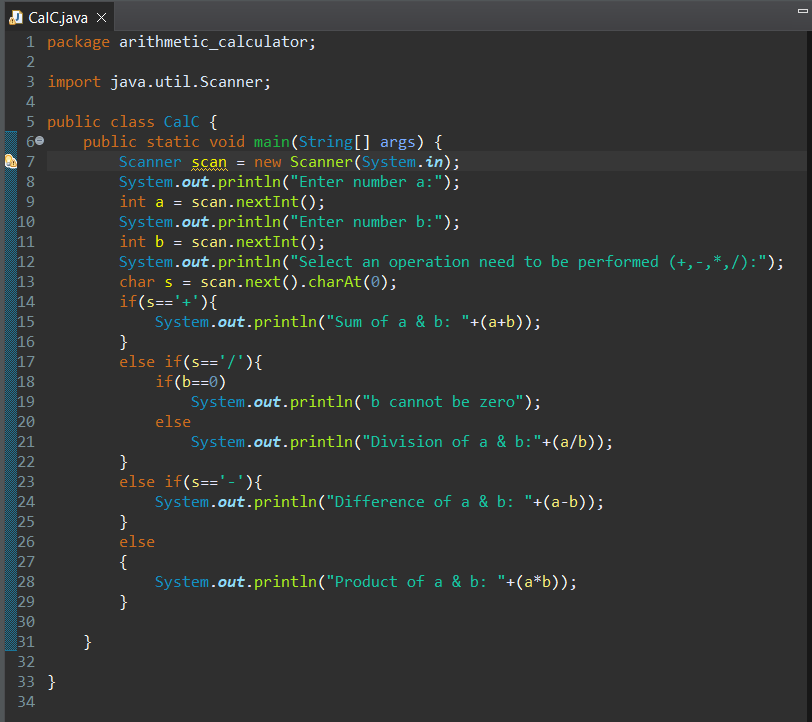 CalC.java
1 package arithmetic_calculator;
2
3 import java.util.Scanner;
4
5 public class CalC {
6     public static void main(String[] args) {
7         Scanner scan = new Scanner(System.in);
8         System.out.println("Enter number a:");
9         int a = scan.nextInt();
10         System.out.println("Enter number b:");
11         int b = scan.nextInt();
12         System.out.println("Select an operation need to be performed (+,-,*,/):");
13         char s = scan.next().charAt(0);
14         if(s=='+'){
15             System.out.println("Sum of a & b: "+(a+b));
16         }
17         else if(s=='/'){
18             if(b==0)
19                 System.out.println("b cannot be zero");
20             else
21                 System.out.println("Division of a & b:"+(a/b));
22         }
23         else if(s=='-'){
24             System.out.println("Difference of a & b: "+(a-b));
25         }
26         else
27         {
28             System.out.println("Product of a & b: "+(a*b));
29         }
30
31     }
32
33 }
34